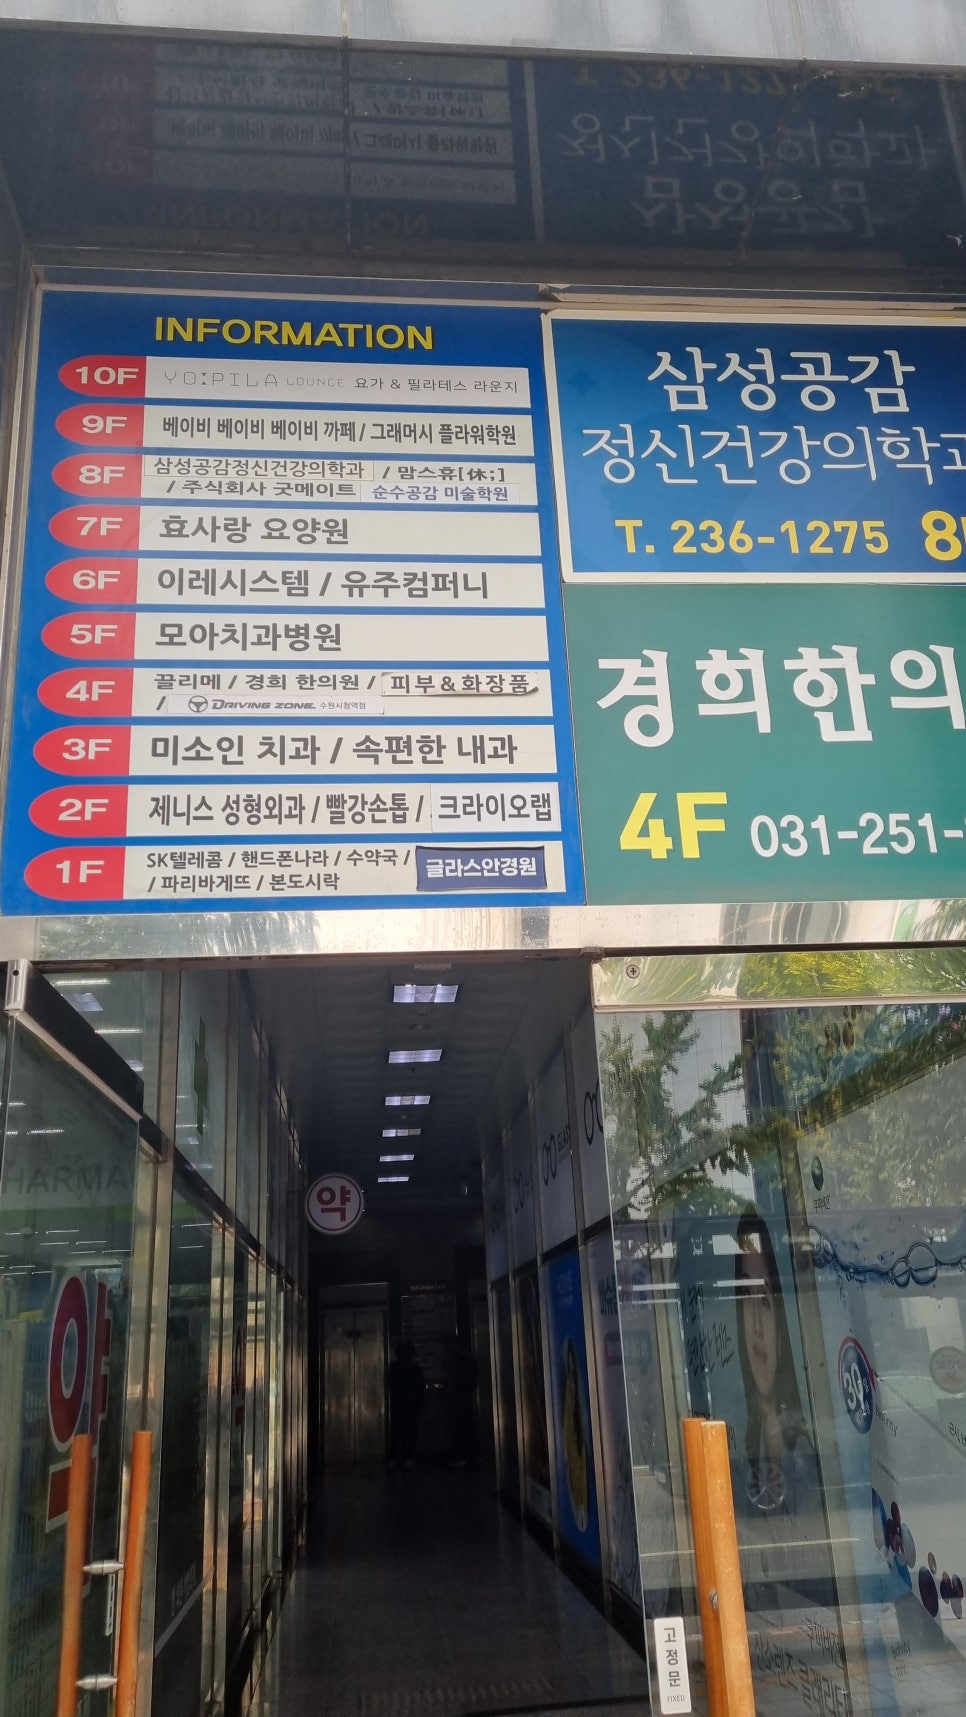 INFORMATION
10F YO:PILA LOUNGE 요가 & 필라테스 라운지
9F 베이비 베이비 베이비 까페 / 그래머시 플라워학원
8F 삼성공감정신건강의학과 / 맘스휴[休;]
/ 주식회사 굿메이트 순수공감 미술학원
7F 효사랑 요양원
6F 이레시스템 / 유주컴퍼니
5F 모아치과병원
4F 끌리메 / 경희 한의원 / 피부&화장품
/ DRIVING ZONE 수원시청역점
3F 미소인 치과 / 속편한 내과
2F 제니스 성형외과 / 빨강손톱 / 크라이오랩
1F SK텔레콤 / 핸드폰나라 / 수약국 / 글라스안경원
/ 파리바게뜨 / 본도시락
삼성공감
정신건강의학과
T. 236-1275 8
경희한의
4F 031-251-
약
INFORMATION
약
고정문
FIXED